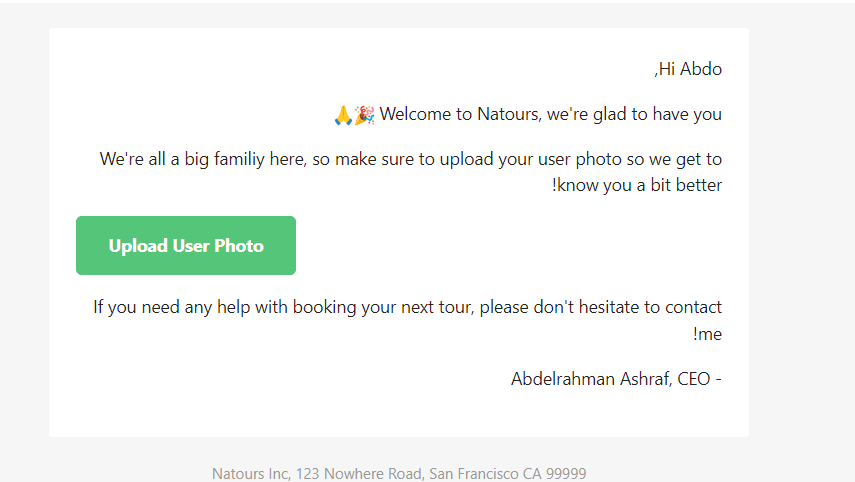 ,Hi Abdo
🙏🎉 Welcome to Natours, we're glad to have you
We're all a big familiy here, so make sure to upload your user photo so we get to
!know you a bit better
Upload User Photo
If you need any help with booking your next tour, please don't hesitate to contact
!me
Abdelrahman Ashraf, CEO -
Natours Inc, 123 Nowhere Road, San Francisco CA 99999